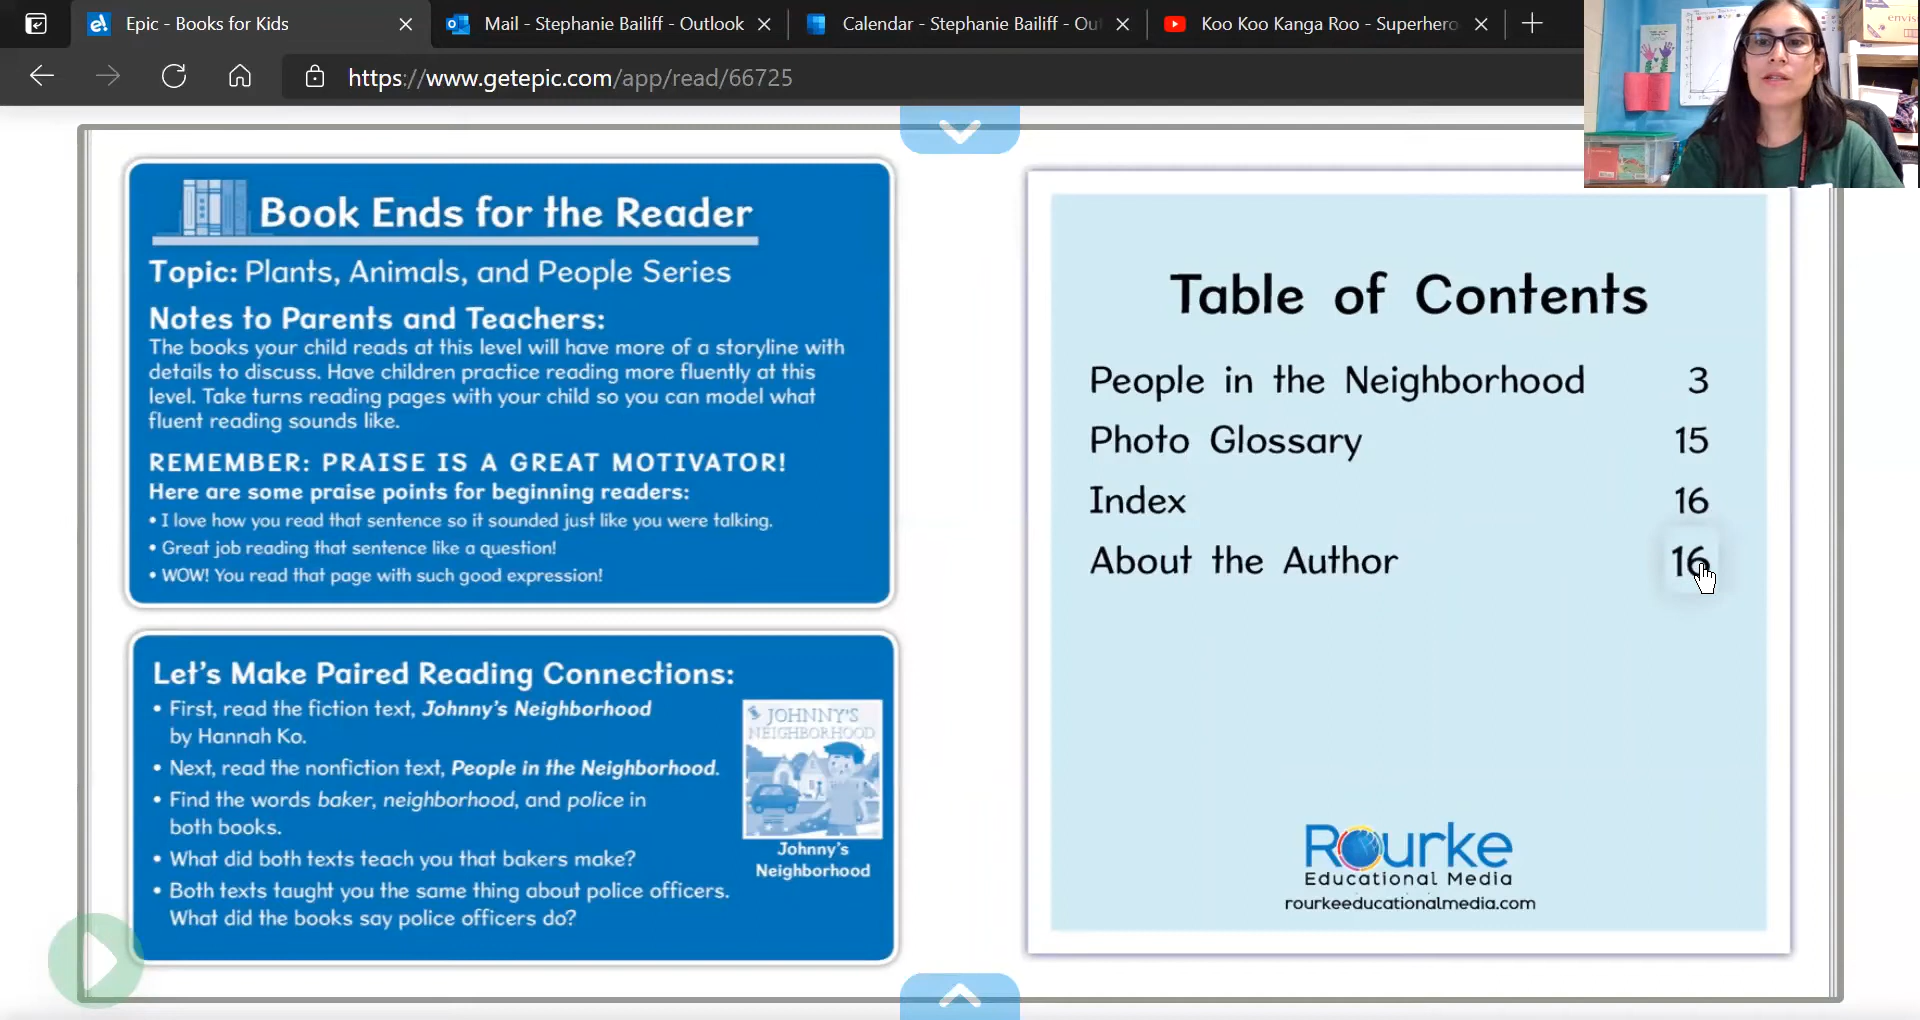 Epic - Books for Kids
Mail - Stephanie Bailiff - Outlook
Calendar - Stephanie Bailiff - Ou
Koo Koo Kanga Roo - Superhero
https://www.getepic.com/app/read/66725
Book Ends for the Reader
Topic: Plants, Animals, and People Series
Notes to Parents and Teachers:
The books your child reads at this level will have more of a storyline with
details to discuss. Have children practice reading more fluently at this
level. Take turns reading pages with your child so you can model what
fluent reading sounds like.
REMEMBER: PRAISE IS A GREAT MOTIVATOR!
Here are some praise points for beginning readers:
• I love how you read that sentence so it sounded just like you were talking.
• Great job reading that sentence like a question!
• WOW! You read that page with such good expression!
Let's Make Paired Reading Connections:
• First, read the fiction text, Johnny's Neighborhood
by Hannah Ko.
• Next, read the nonfiction text, People in the Neighborhood.
• Find the words baker, neighborhood, and police in
both books.
• What did both texts teach you that bakers make?
• Both texts taught you the same thing about police officers.
What did the books say police officers do?
JOHNNY'S
NEIGHBORHOOD
Johnny's
Neighborhood
Table of Contents
People in the Neighborhood 3
Photo Glossary 15
Index 16
About the Author 16
Rourke
Educational Media
rourkeeducationalmedia.com